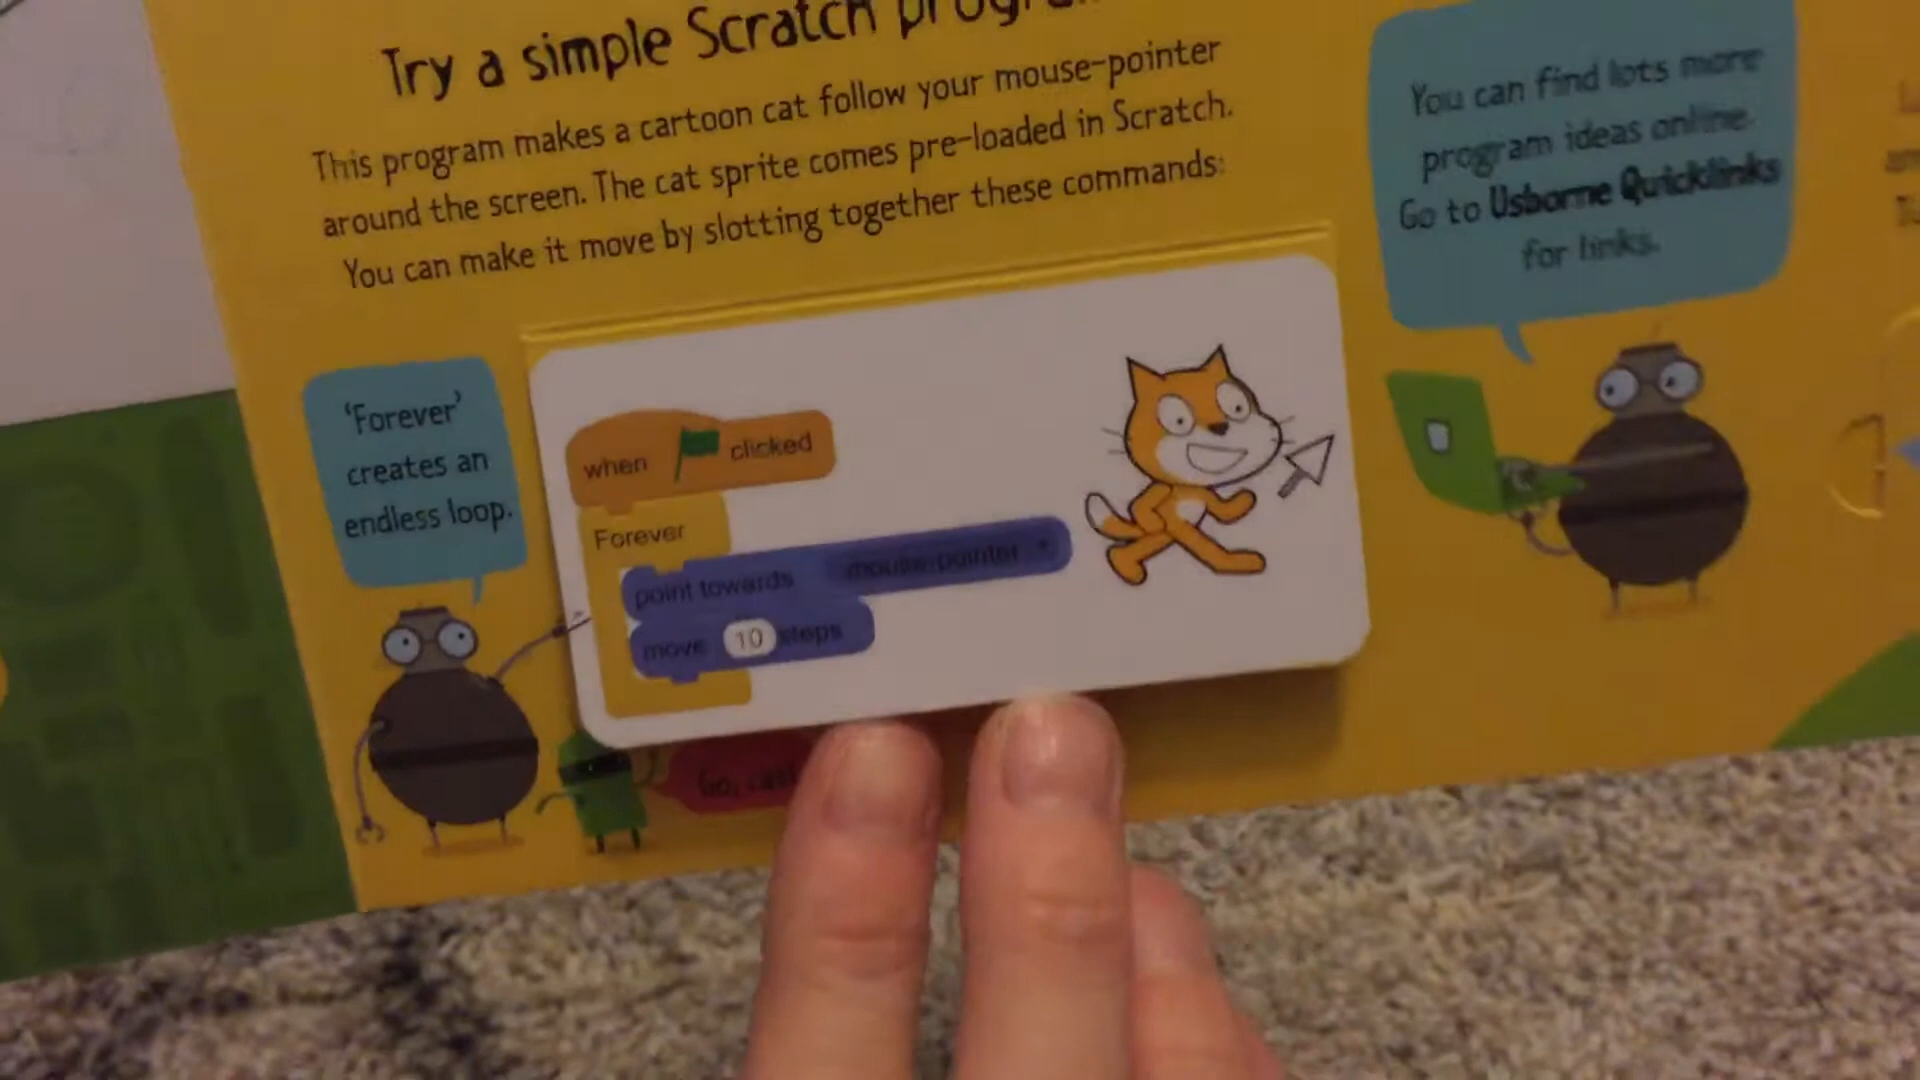 Try a simple Scratch
This program makes a cartoon cat follow your mouse-pointer
around the screen. The cat sprite comes pre-loaded in Scratch.
You can make it move by slotting together these commands:
You can find lots more
program ideas online.
Go to Usborne Quicklinks
for links.
'Forever'
creates an
endless loop.
when clicked
Forever
point towards mouse-pointer
move 10 steps
Go,